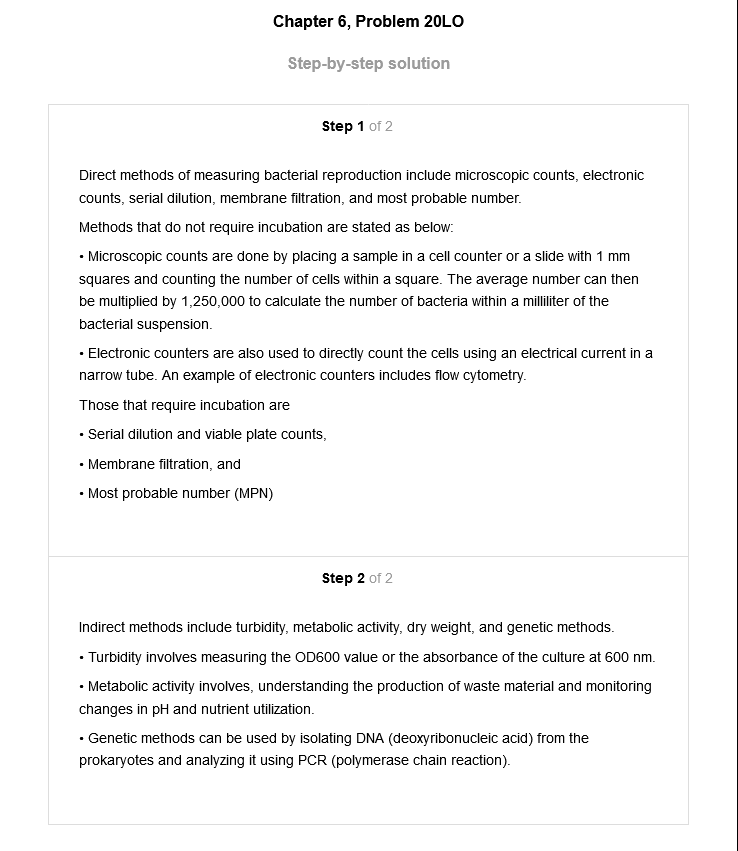 Chapter 6, Problem 20LO
Step-by-step solution
Step 1 of 2
Direct methods of measuring bacterial reproduction include microscopic counts, electronic
counts, serial dilution, membrane filtration, and most probable number.
Methods that do not require incubation are stated as below:
• Microscopic counts are done by placing a sample in a cell counter or a slide with 1 mm
squares and counting the number of cells within a square. The average number can then
be multiplied by 1,250,000 to calculate the number of bacteria within a milliliter of the
bacterial suspension.
• Electronic counters are also used to directly count the cells using an electrical current in a
narrow tube. An example of electronic counters includes flow cytometry.
Those that require incubation are
• Serial dilution and viable plate counts,
• Membrane filtration, and
• Most probable number (MPN)
Step 2 of 2
Indirect methods include turbidity, metabolic activity, dry weight, and genetic methods.
• Turbidity involves measuring the OD600 value or the absorbance of the culture at 600 nm.
• Metabolic activity involves, understanding the production of waste material and monitoring
changes in pH and nutrient utilization.
• Genetic methods can be used by isolating DNA (deoxyribonucleic acid) from the
prokaryotes and analyzing it using PCR (polymerase chain reaction).